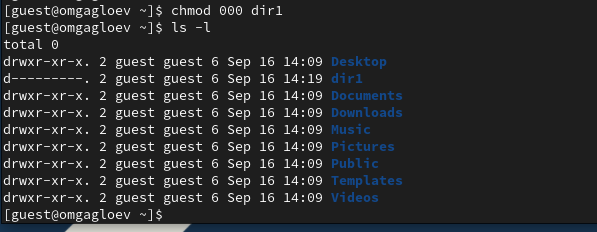 [guest@omgagloev ~]$ chmod 000 dir1
[guest@omgagloev ~]$ ls -l
total 0
drwxr-xr-x. 2 guest guest 6 Sep 16 14:09 Desktop
d---------. 2 guest guest 6 Sep 16 14:19 dir1
drwxr-xr-x. 2 guest guest 6 Sep 16 14:09 Documents
drwxr-xr-x. 2 guest guest 6 Sep 16 14:09 Downloads
drwxr-xr-x. 2 guest guest 6 Sep 16 14:09 Music
drwxr-xr-x. 2 guest guest 6 Sep 16 14:09 Pictures
drwxr-xr-x. 2 guest guest 6 Sep 16 14:09 Public
drwxr-xr-x. 2 guest guest 6 Sep 16 14:09 Templates
drwxr-xr-x. 2 guest guest 6 Sep 16 14:09 Videos
[guest@omgagloev ~]$